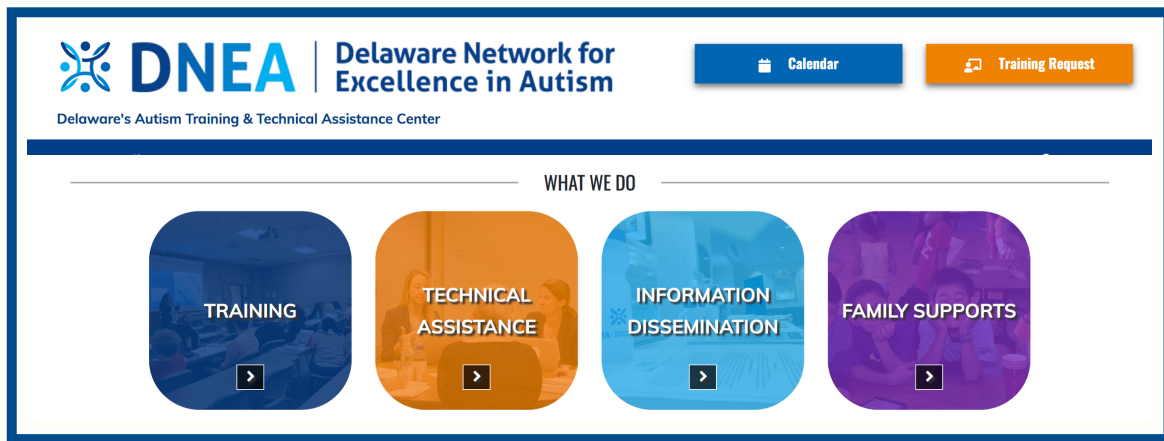 DNEA
Delaware Network for
Excellence in Autism
Calendar
Training Request
Delaware's Autism Training & Technical Assistance Center
WHAT WE DO
TRAINING
TECHNICAL
ASSISTANCE
INFORMATION
DISSEMINATION
FAMILY SUPPORTS